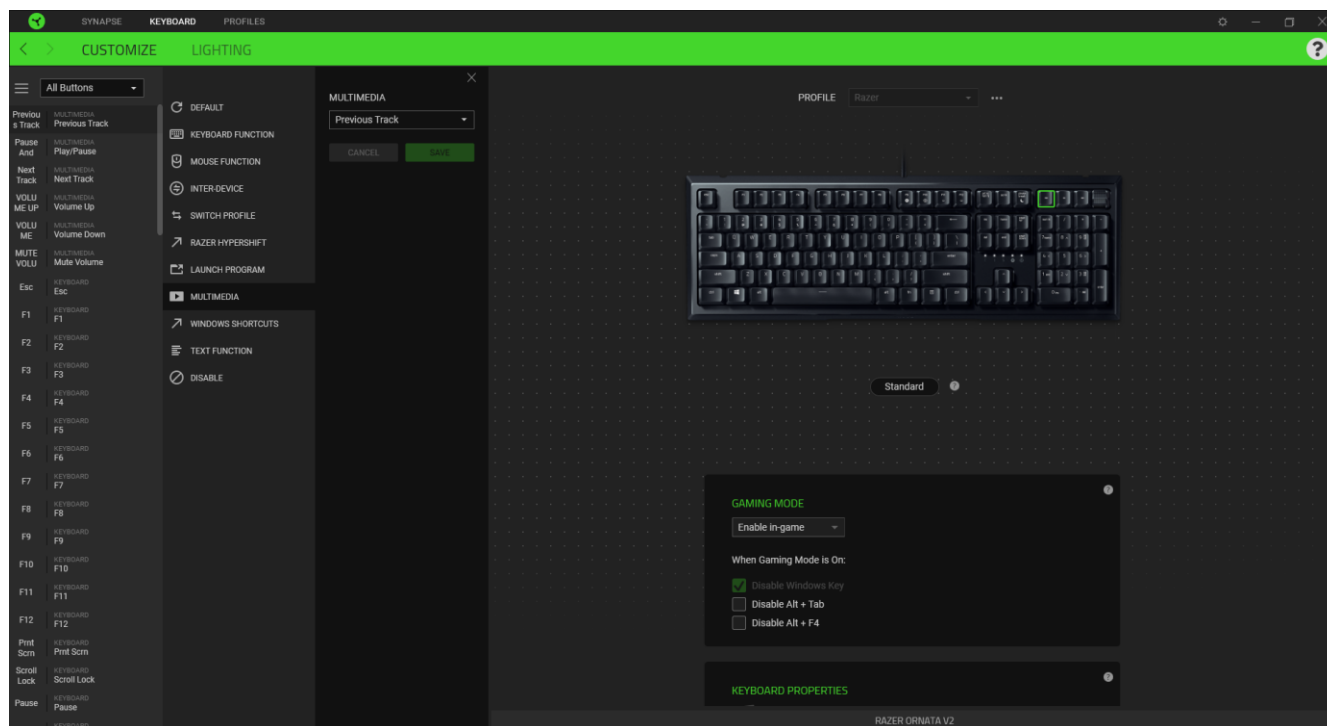 SYNAPSE KEYBOARD PROFILES
CUSTOMIZE LIGHTING
?
All Buttons
Previou
s Track
MULTIMEDIA
Previous Track
Pause
And
MULTIMEDIA
Play/Pause
Next
Track
MULTIMEDIA
Next Track
VOLU
ME UP
MULTIMEDIA
Volume Up
VOLU
ME
MULTIMEDIA
Volume Down
MUTE
VOLU
MULTIMEDIA
Mute Volume
Esc
KEYBOARD
Esc
F1
KEYBOARD
F1
F2
KEYBOARD
F2
F3
KEYBOARD
F3
F4
KEYBOARD
F4
F5
KEYBOARD
F5
F6
KEYBOARD
F6
F7
KEYBOARD
F7
F8
KEYBOARD
F8
F9
KEYBOARD
F9
F10
KEYBOARD
F10
F11
KEYBOARD
F11
F12
KEYBOARD
F12
Prnt
Scrn
KEYBOARD
Prnt Scrn
Scroll
Lock
KEYBOARD
Scroll Lock
Pause
KEYBOARD
Pause
KEYBOARD
DEFAULT
KEYBOARD FUNCTION
MOUSE FUNCTION
INTER-DEVICE
SWITCH PROFILE
RAZER HYPERSHIFT
LAUNCH PROGRAM
MULTIMEDIA
WINDOWS SHORTCUTS
TEXT FUNCTION
DISABLE
MULTIMEDIA
Previous Track
CANCEL SAVE
PROFILE Razer
Standard ?
GAMING MODE ?
Enable in-game
When Gaming Mode is On:
Disable Windows Key
Disable Alt + Tab
Disable Alt + F4
KEYBOARD PROPERTIES ?
RAZER ORNATA V2